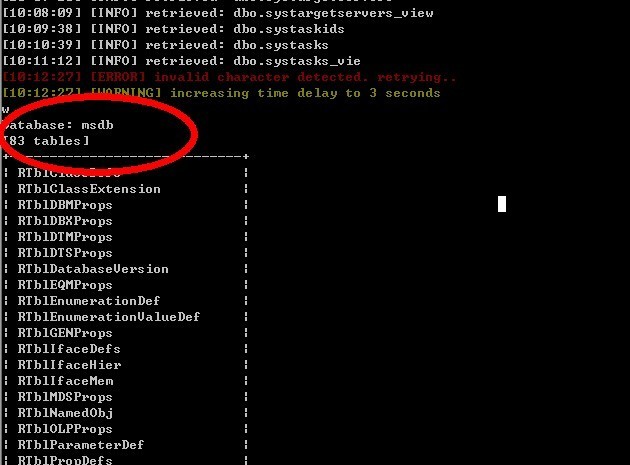 [10:08:09] [INFO] retrieved: dbo.systargetservers_view
[10:09:38] [INFO] retrieved: dbo.systaskids
[10:10:39] [INFO] retrieved: dbo.systasks
[10:11:12] [INFO] retrieved: dbo.systasks_vie
[10:12:27] [ERROR] invalid character detected. retrying..
[10:12:27] [WARNING] increasing time delay to 3 seconds
w
Database: msdb
[83 tables]
+------------------------------+
¦ RTblClassDefs ¦
¦ RTblClassExtension ¦
¦ RTblDBMProps ¦
¦ RTblDBXProps ¦
¦ RTblDTMProps ¦
¦ RTblDTSProps ¦
¦ RTblDatabaseVersion ¦
¦ RTblEQMProps ¦
¦ RTblEnumerationDef ¦
¦ RTblEnumerationValueDef ¦
¦ RTblGENProps ¦
¦ RTblIfaceDefs ¦
¦ RTblIfaceHier ¦
¦ RTblIfaceMem ¦
¦ RTblMDSProps ¦
¦ RTblNamedObj ¦
¦ RTblOLPProps ¦
¦ RTblParameterDef ¦
¦ RTblPropDefs ¦